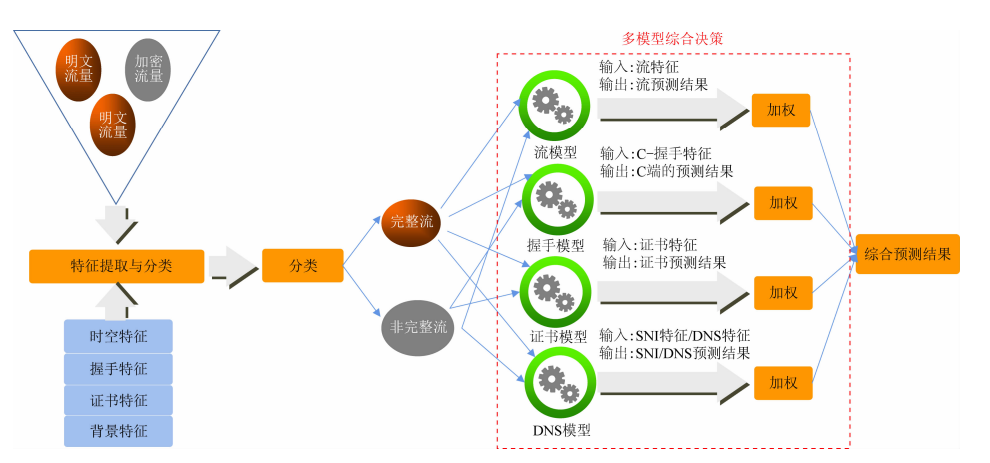 多模型综合决策
明文
流量
加密
流量
明文
流量
特征提取与分类
时空特征
握手特征
证书特征
背景特征
分类
完整流
非完整流
输入:流特征
输出:流预测结果
流模型
加权
输入:C-握手特征
输出:C端的预测结果
握手模型
加权
输入:证书特征
输出:证书预测结果
证书模型
加权
输入:SNI特征/DNS特征
输出:SNI/DNS预测结果
DNS模型
加权
综合预测结果